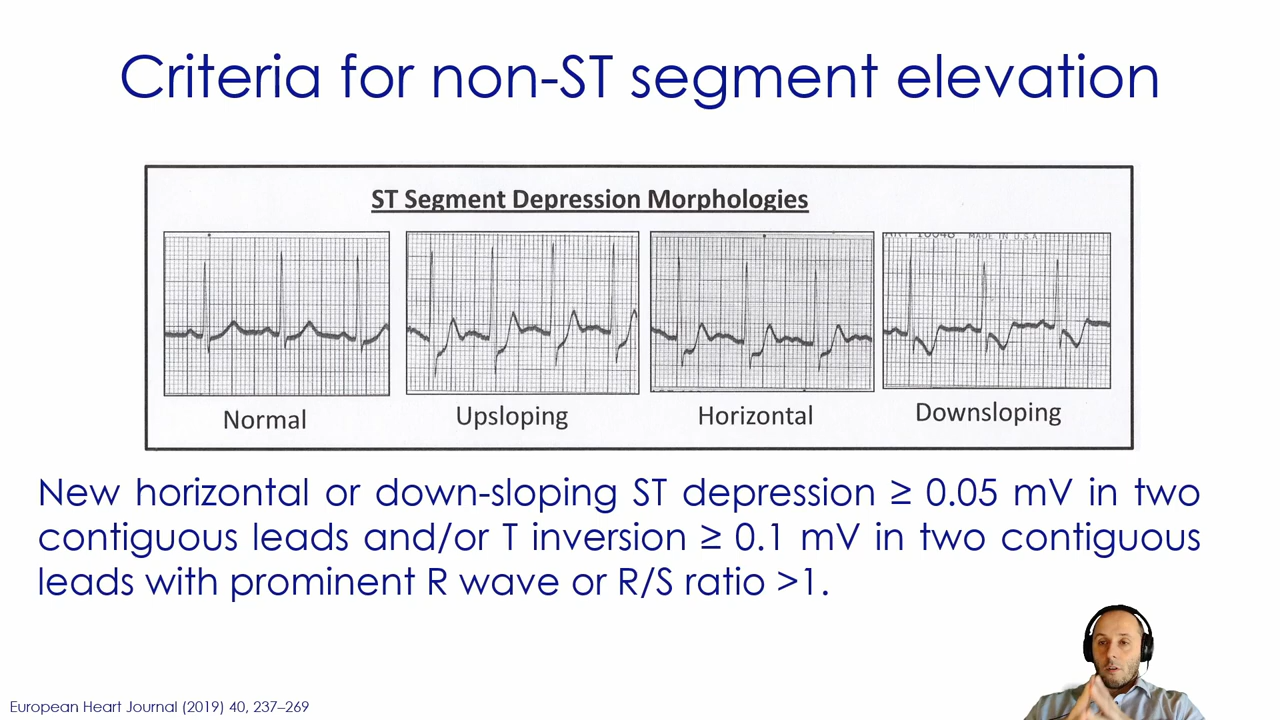 Criteria for non-ST segment elevation
ST Segment Depression Morphologies
MADE IN U.S.A.
Normal
Upsloping
Horizontal
Downsloping
New horizontal or down-sloping ST depression ≥ 0.05 mV in two
contiguous leads and/or T inversion ≥ 0.1 mV in two contiguous
leads with prominent R wave or R/S ratio >1.
European Heart Journal (2019) 40, 237–269